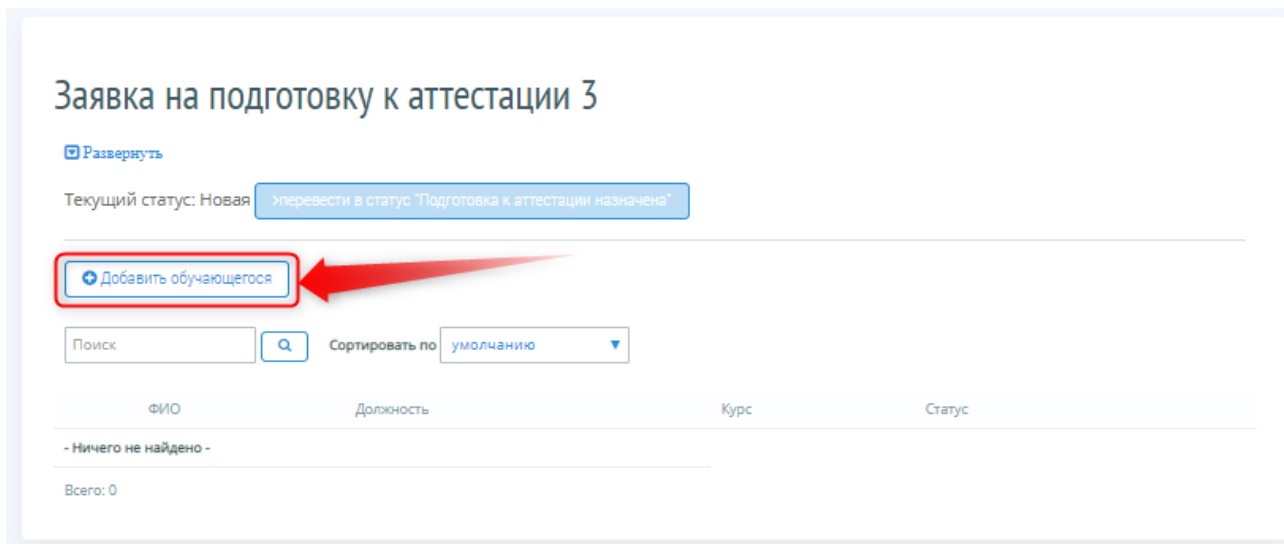 Заявка на подготовку к аттестации 3
Развернуть
Текущий статус: Новая >перевести в статус "Подготовка к аттестации назначена"
Добавить обучающегося
Поиск Сортировать по умолчанию
ФИО Должность Курс Статус
- Ничего не найдено -
Всего: 0